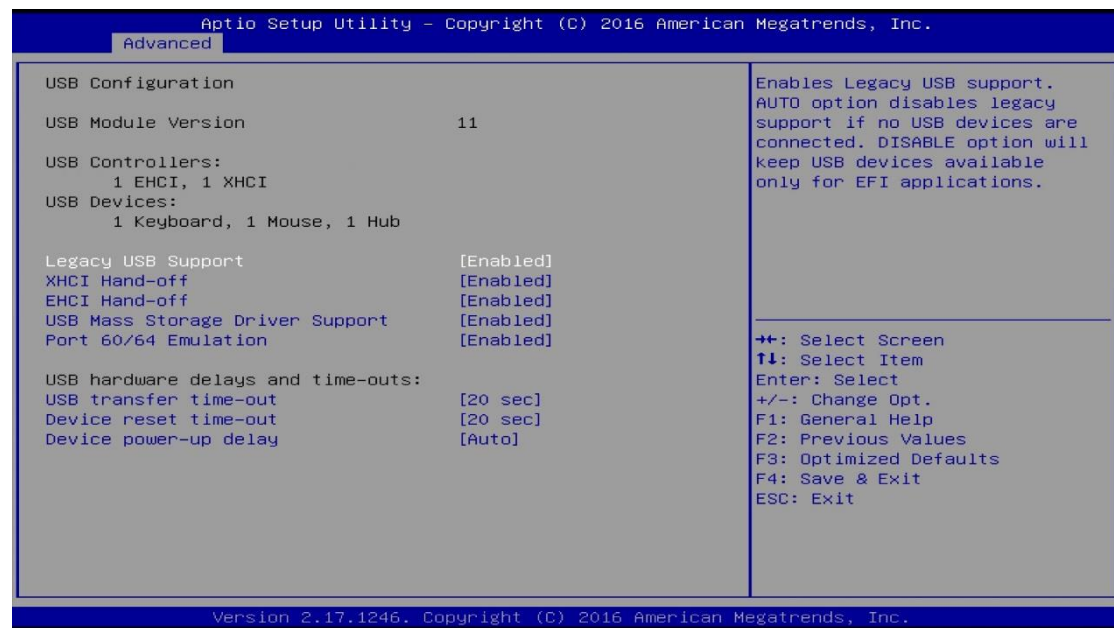 Aptio Setup Utility – Copyright (C) 2016 American Megatrends, Inc.
Advanced
USB Configuration
USB Module Version 11
USB Controllers:
1 EHCI, 1 XHCI
USB Devices:
1 Keyboard, 1 Mouse, 1 Hub
Legacy USB Support [Enabled]
XHCI Hand-off [Enabled]
EHCI Hand-off [Enabled]
USB Mass Storage Driver Support [Enabled]
Port 60/64 Emulation [Enabled]
USB hardware delays and time-outs:
USB transfer time-out [20 sec]
Device reset time-out [20 sec]
Device power-up delay [Auto]
Enables Legacy USB support.
AUTO option disables legacy
support if no USB devices are
connected. DISABLE option will
keep USB devices available
only for EFI applications.
→←: Select Screen
↑↓: Select Item
Enter: Select
+/-: Change Opt.
F1: General Help
F2: Previous Values
F3: Optimized Defaults
F4: Save & Exit
ESC: Exit
Version 2.17.1246. Copyright (C) 2016 American Megatrends, Inc.